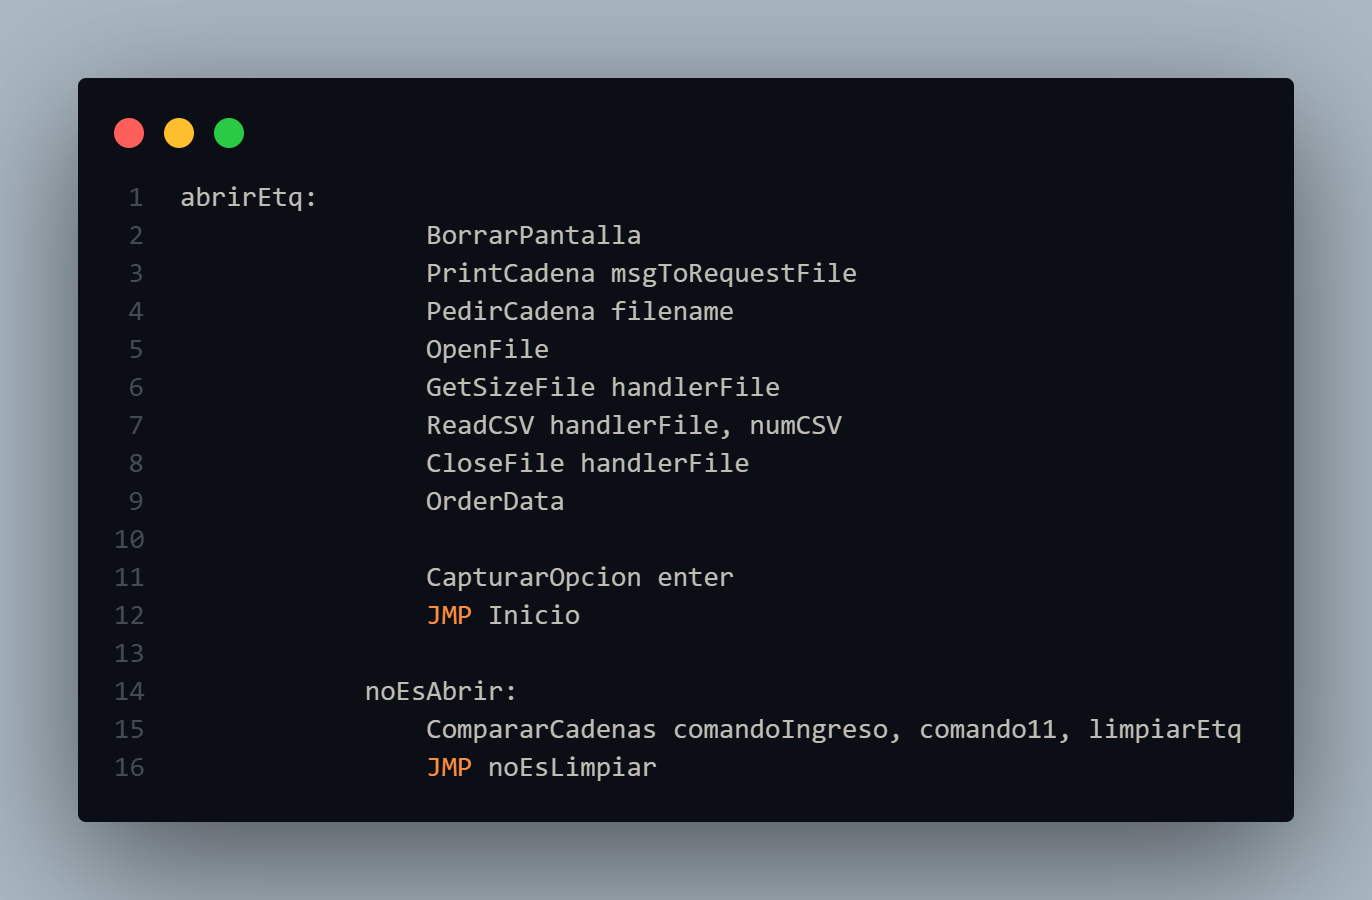 1 abrirEtq:
2 BorrarPantalla
3 PrintCadena msgToRequestFile
4 PedirCadena filename
5 OpenFile
6 GetSizeFile handlerFile
7 ReadCSV handlerFile, numCSV
8 CloseFile handlerFile
9 OrderData
10
11 CapturarOpcion enter
12 JMP Inicio
13
14 noEsAbrir:
15 CompararCadenas comandoIngreso, comando11, limpiarEtq
16 JMP noEsLimpiar